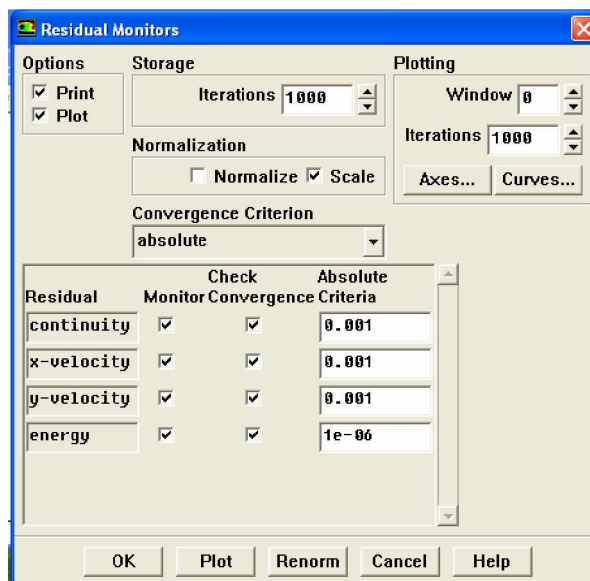 Residual Monitors
Options
Print
Plot
Storage
Iterations 1000
Normalization
Normalize Scale
Convergence Criterion
absolute
Plotting
Window 0
Iterations 1000
Axes... Curves...
Check Absolute
Residual Monitor Convergence Criteria
continuity 0.001
x-velocity 0.001
y-velocity 0.001
energy 1e-06
OK Plot Renorm Cancel Help